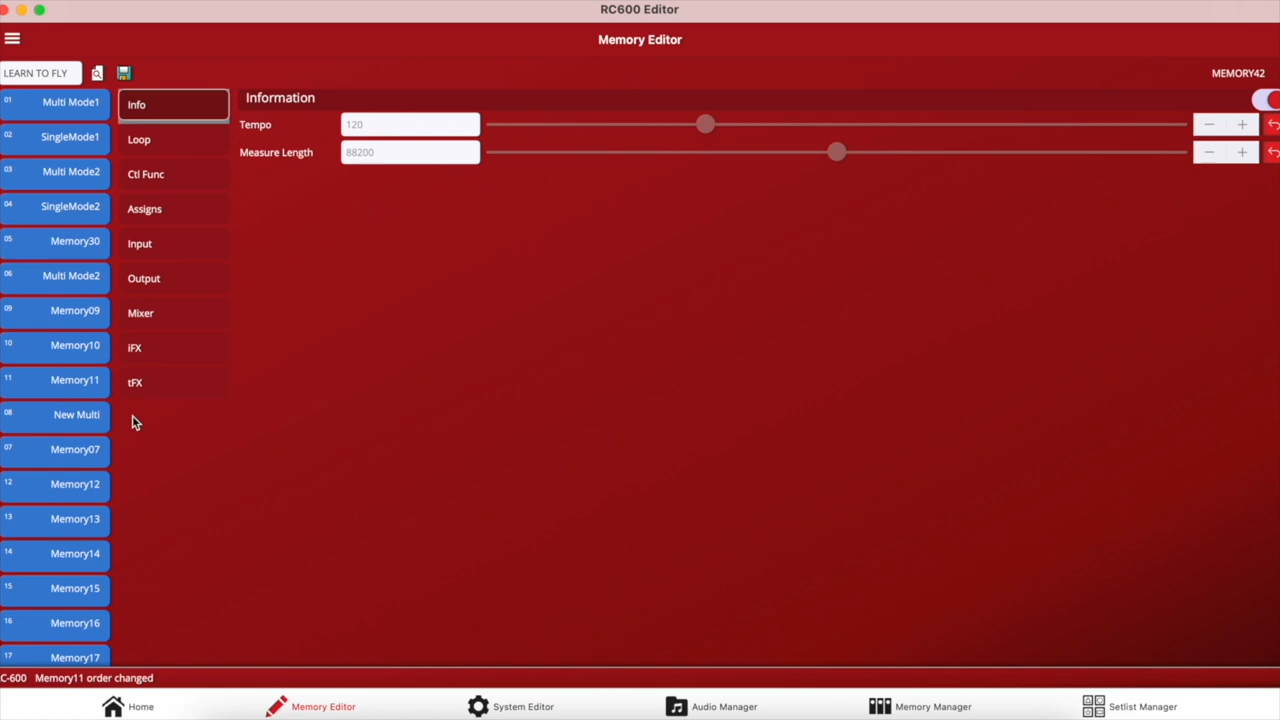 RC600 Editor
Memory Editor
LEARN TO FLY
MEMORY42
01 Multi Mode1
02 SingleMode1
03 Multi Mode2
04 SingleMode2
05 Memory30
06 Multi Mode2
09 Memory09
10 Memory10
11 Memory11
08 New Multi
07 Memory07
12 Memory12
13 Memory13
14 Memory14
15 Memory15
16 Memory16
17 Memory17
Info
Loop
Ctl Func
Assigns
Input
Output
Mixer
iFX
tFX
Information
Tempo 120
Measure Length 88200
C-600 Memory11 order changed
Home Memory Editor System Editor Audio Manager Memory Manager Setlist Manager